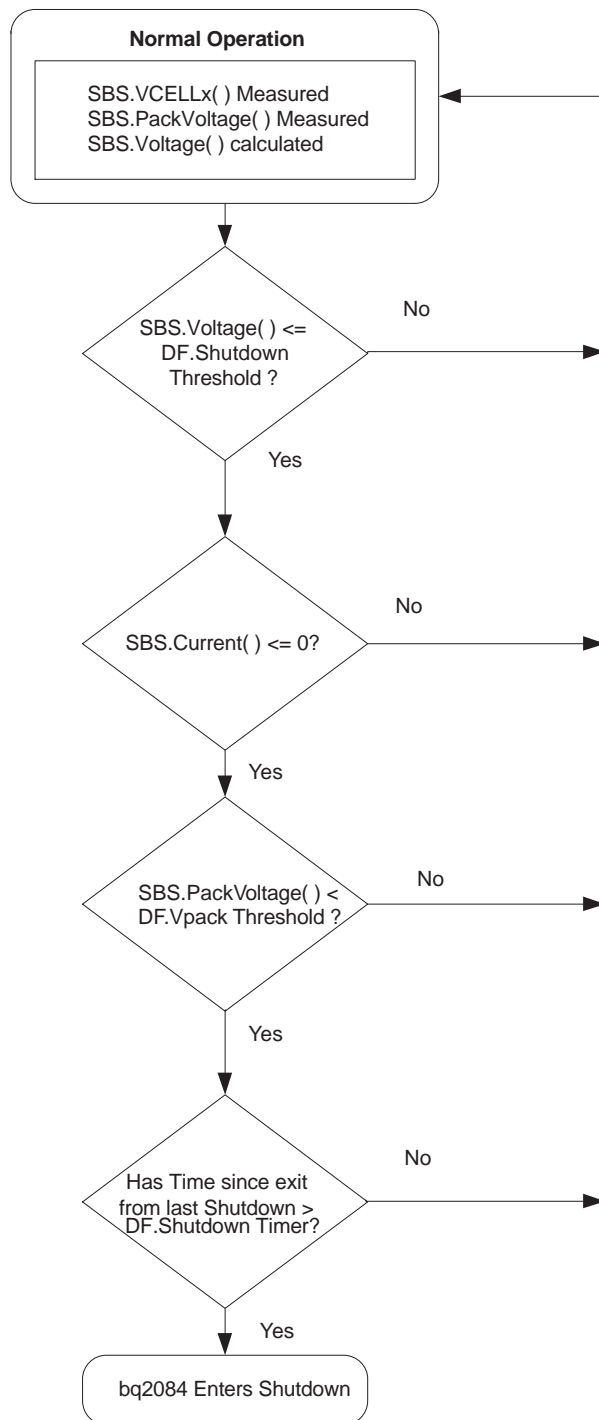 Normal Operation
SBS.VCELLx( ) Measured
SBS.PackVoltage( ) Measured
SBS.Voltage( ) calculated
SBS.Voltage( ) <=
DF.Shutdown
Threshold ?
No
Yes
SBS.Current( ) <= 0?
No
Yes
SBS.PackVoltage( ) <
DF.Vpack Threshold ?
No
Yes
Has Time since exit
from last Shutdown >
DF.Shutdown Timer?
No
Yes
bq2084 Enters Shutdown